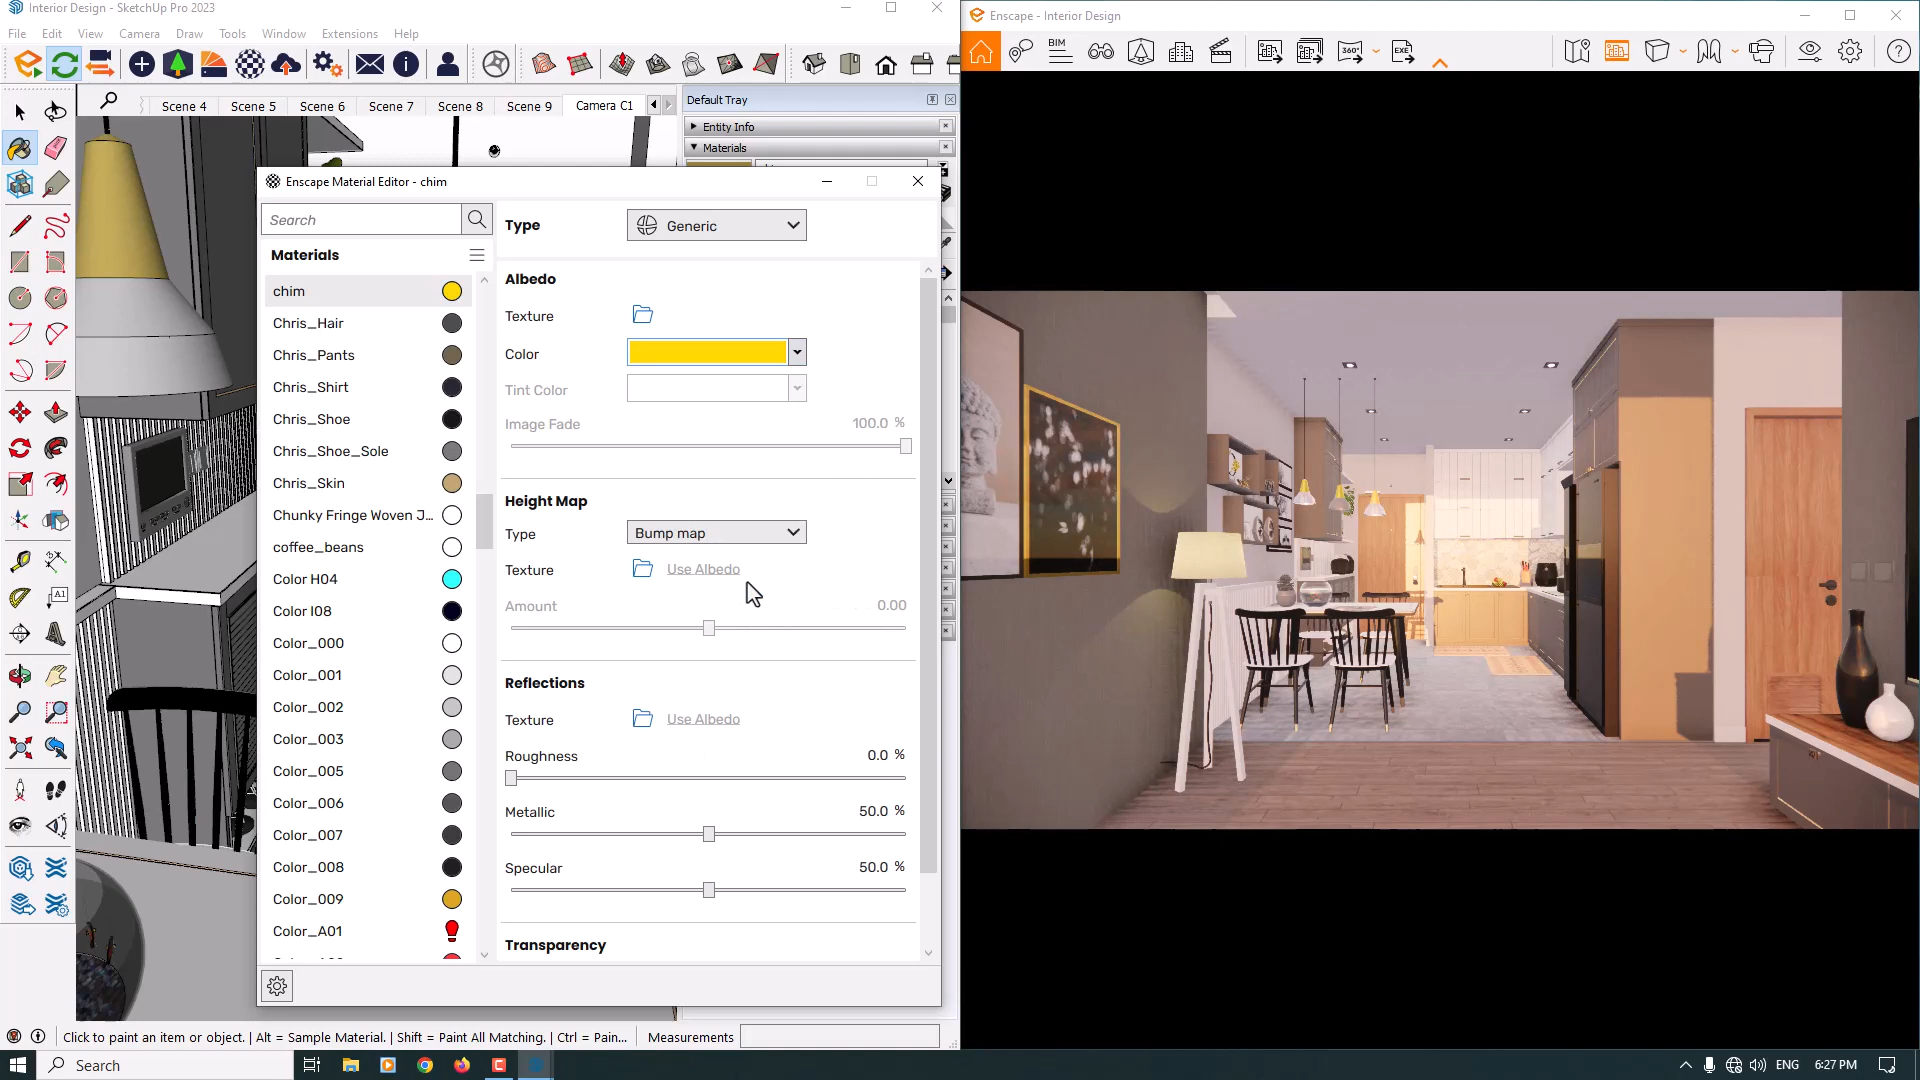 Interior Design - SketchUp Pro 2023
File Edit View Camera Draw Tools Window Extensions Help
Scene 4 Scene 5 Scene 6 Scene 7 Scene 8 Scene 9 Camera C1
Default Tray
Entity Info
Materials
Enscape Material Editor - chim
Search
Materials
chim
Chris_Hair
Chris_Pants
Chris_Shirt
Chris_Shoe
Chris_Shoe_Sole
Chris_Skin
Chunky Fringe Woven J...
coffee_beans
Color H04
Color I08
Color_000
Color_001
Color_002
Color_003
Color_005
Color_006
Color_007
Color_008
Color_009
Color_A01
Type Generic
Albedo
Texture
Color
Tint Color
Image Fade 100.0 %
Height Map
Type Bump map
Texture Use Albedo
Amount 0.00
Reflections
Texture Use Albedo
Roughness 0.0 %
Metallic 50.0 %
Specular 50.0 %
Transparency
Click to paint an item or object. | Alt = Sample Material. | Shift = Paint All Matching. | Ctrl = Pain...
Measurements
Enscape - Interior Design
BIM
360°
EXE
A1
Search
ENG 6:27 PM